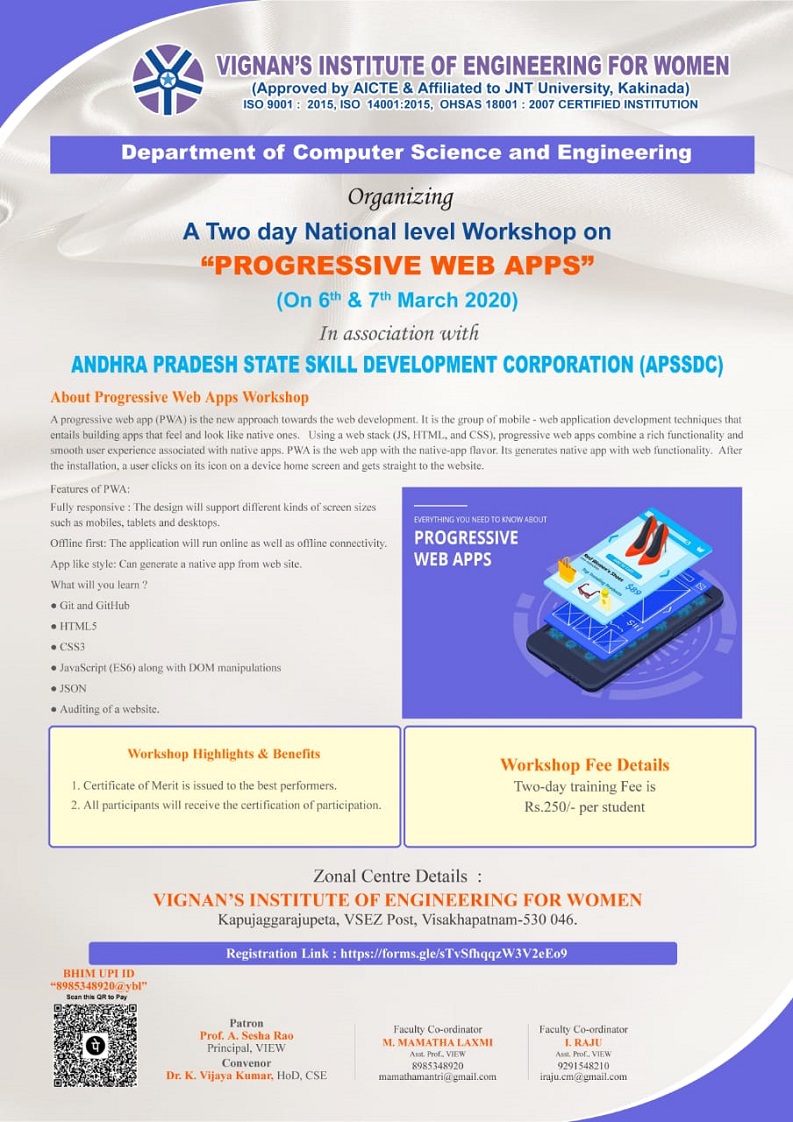 VIGNAN'S INSTITUTE OF ENGINEERING FOR WOMEN
(Approved by AICTE & Affiliated to JNT University, Kakinada)
ISO 9001 : 2015, ISO 14001:2015, OHSAS 18001 : 2007 CERTIFIED INSTITUTION
Department of Computer Science and Engineering
Organizing
A Two day National level Workshop on
“PROGRESSIVE WEB APPS”
(On 6th & 7th March 2020)
In association with
ANDHRA PRADESH STATE SKILL DEVELOPMENT CORPORATION (APSSDC)
About Progressive Web Apps Workshop
A progressive web app (PWA) is the new approach towards the web development. It is the group of mobile - web application development techniques that
entails building apps that feel and look like native ones. Using a web stack (JS, HTML, and CSS), progressive web apps combine a rich functionality and
smooth user experience associated with native apps. PWA is the web app with the native-app flavor. Its generates native app with web functionality. After
the installation, a user clicks on its icon on a device home screen and gets straight to the website.
Features of PWA:
Fully responsive : The design will support different kinds of screen sizes
such as mobiles, tablets and desktops.
Offline first: The application will run online as well as offline connectivity.
App like style: Can generate a native app from web site.
What will you learn ?
● Git and GitHub
● HTML5
● CSS3
● JavaScript (ES6) along with DOM manipulations
● JSON
● Auditing of a website.
EVERYTHING YOU NEED TO KNOW ABOUT
PROGRESSIVE
WEB APPS
Red Women's Shoes
$89
Top Trending Products
Workshop Highlights & Benefits
1. Certificate of Merit is issued to the best performers.
2. All participants will receive the certification of participation.
Workshop Fee Details
Two-day training Fee is
Rs.250/- per student
Zonal Centre Details :
VIGNAN'S INSTITUTE OF ENGINEERING FOR WOMEN
Kapujaggarajupeta, VSEZ Post, Visakhapatnam-530 046.
Registration Link : https://forms.gle/sTvSfhqqzW3V2eEo9
BHIM UPI ID
“8985348920@ybl”
Scan this QR to Pay
Patron
Prof. A. Sesha Rao
Principal, VIEW
Convenor
Dr. K. Vijaya Kumar, HoD, CSE
Faculty Co-ordinator
M. MAMATHA LAXMI
Asst. Prof., VIEW
8985348920
mamathamantri@gmail.com
Faculty Co-ordinator
I. RAJU
Asst. Prof., VIEW
9291548210
iraju.cm@gmail.com